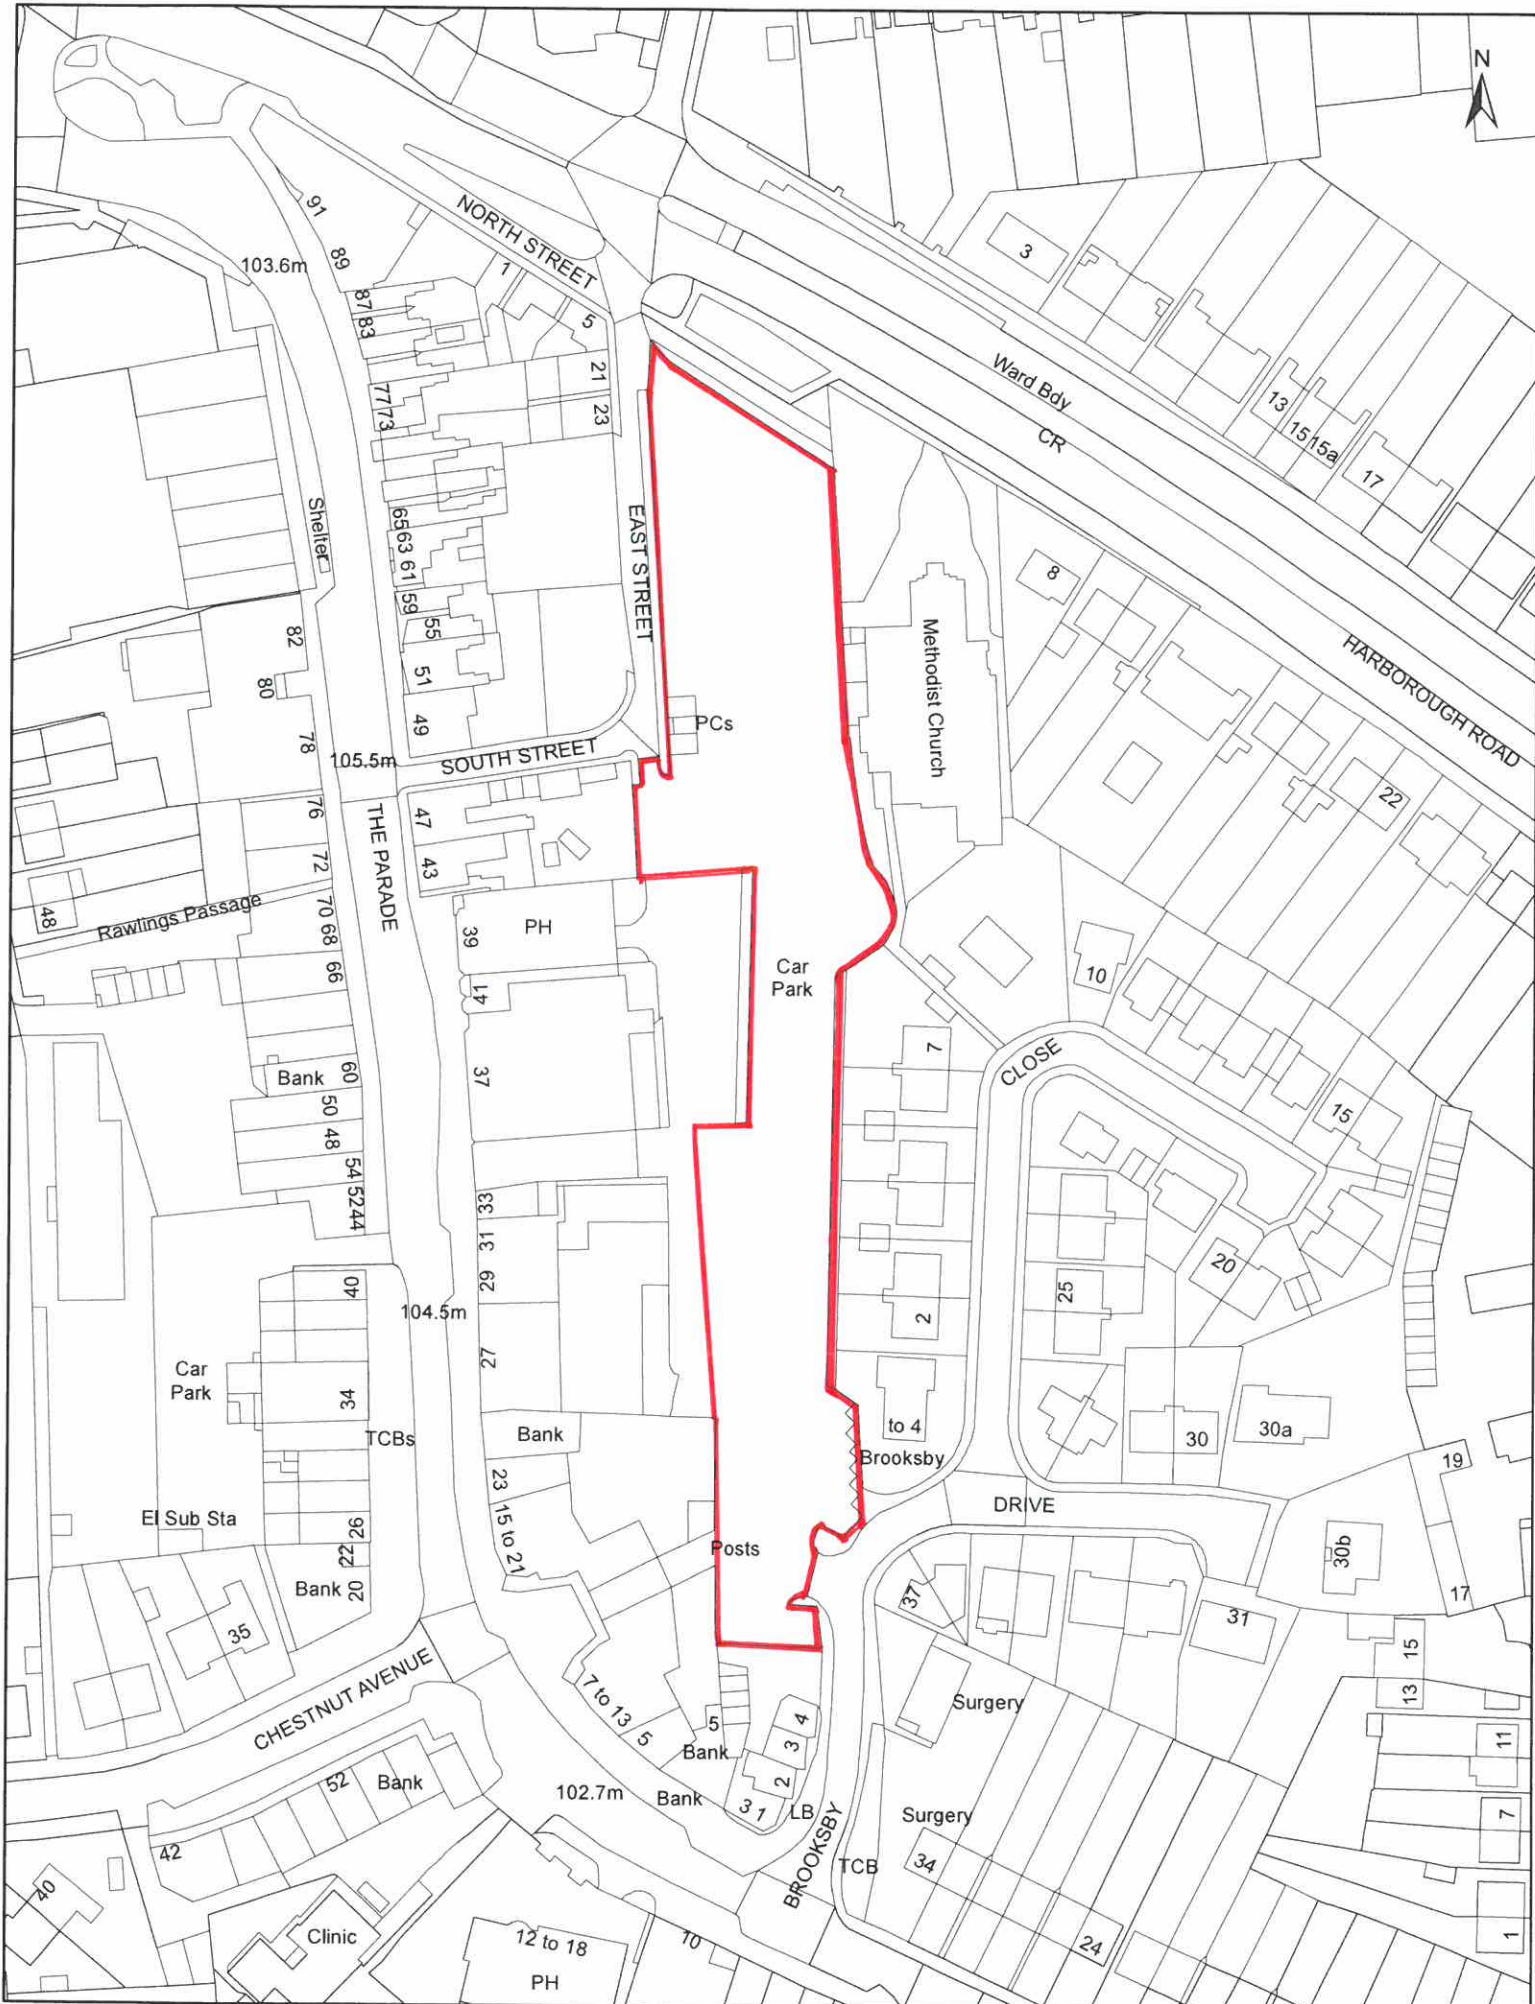 N
91
NORTH STREET
103.6m
89
1
3
87
83
5
Ward Bdy
21
77
73
23
CR
13
15
15a
17
65
63
61
Shelter
EAST STREET
8
59
55
Methodist Church
82
51
HARBOROUGH ROAD
80
49
PCs
78
105.5m
SOUTH STREET
76
THE PARADE
47
22
72
43
48
Rawlings Passage
70
68
39
PH
66
Car
Park
10
41
37
7
CLOSE
Bank
60
50
48
15
54
52
44
33
31
20
40
29
25
104.5m
2
27
Car
Park
34
TCBs
Bank
to 4
30
30a
Brooksby
19
23
El Sub Sta
15 to 21
DRIVE
26
22
Posts
30b
Bank
20
37
17
35
31
15
CHESTNUT AVENUE
7 to 13
Surgery
13
5
5
4
Bank
3
11
52
Bank
2
102.7m
Bank
3 1
LB
Surgery
7
42
BROOKSBY
TCB
34
40
Clinic
12 to 18
10
24
1
PH